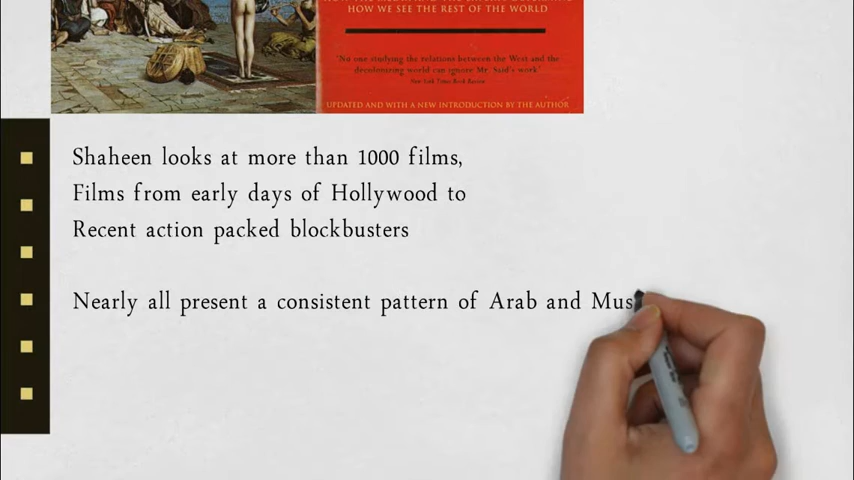 HOW WE SEE THE REST OF THE WORLD
"No one studying the relations between the West and the
decolonizing world can ignore Mr. Said's work"
New York Times Book Review
UPDATED AND WITH A NEW INTRODUCTION BY THE AUTHOR
Shaheen looks at more than 1000 films,
Films from early days of Hollywood to
Recent action packed blockbusters
Nearly all present a consistent pattern of Arab and Mus